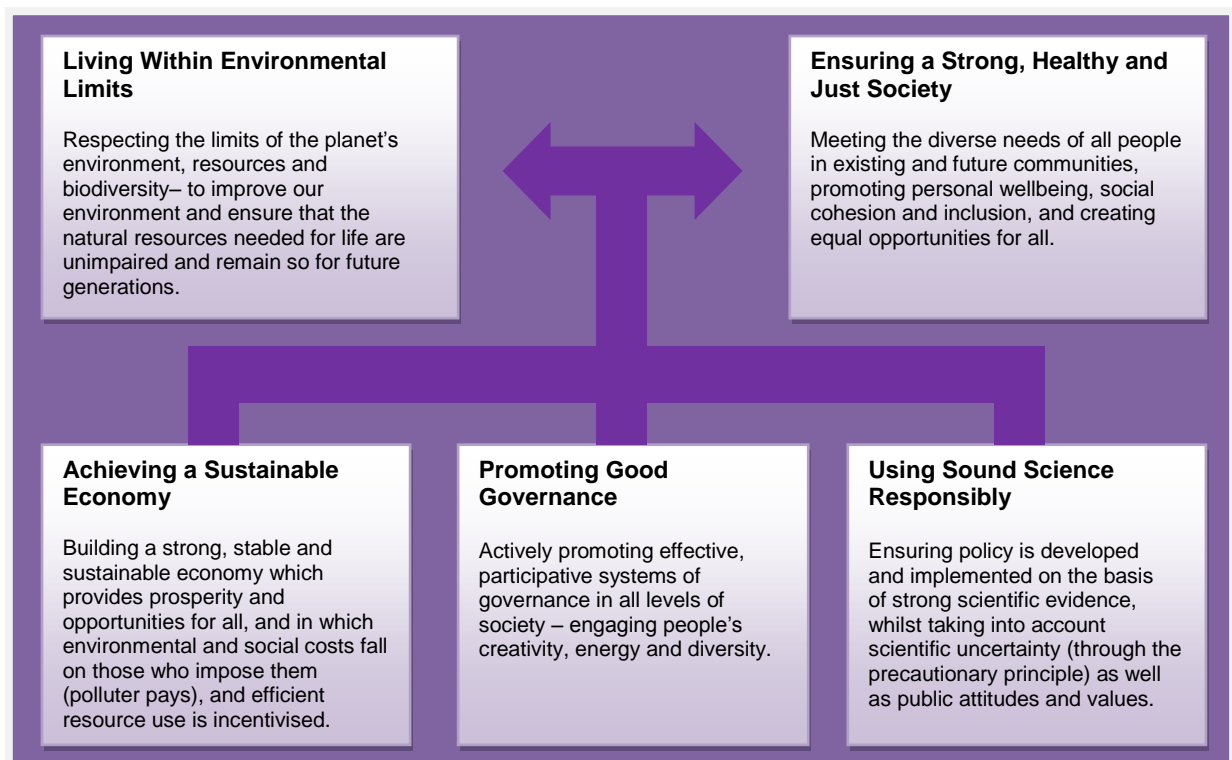 Living Within Environmental
Limits
Respecting the limits of the planet's
environment, resources and
biodiversity– to improve our
environment and ensure that the
natural resources needed for life are
unimpaired and remain so for future
generations.
Ensuring a Strong, Healthy and
Just Society
Meeting the diverse needs of all people
in existing and future communities,
promoting personal wellbeing, social
cohesion and inclusion, and creating
equal opportunities for all.
Achieving a Sustainable
Economy
Building a strong, stable and
sustainable economy which
provides prosperity and
opportunities for all, and in which
environmental and social costs fall
on those who impose them
(polluter pays), and efficient
resource use is incentivised.
Promoting Good
Governance
Actively promoting effective,
participative systems of
governance in all levels of
society – engaging people's
creativity, energy and diversity.
Using Sound Science
Responsibly
Ensuring policy is developed
and implemented on the basis
of strong scientific evidence,
whilst taking into account
scientific uncertainty (through the
precautionary principle) as well
as public attitudes and values.